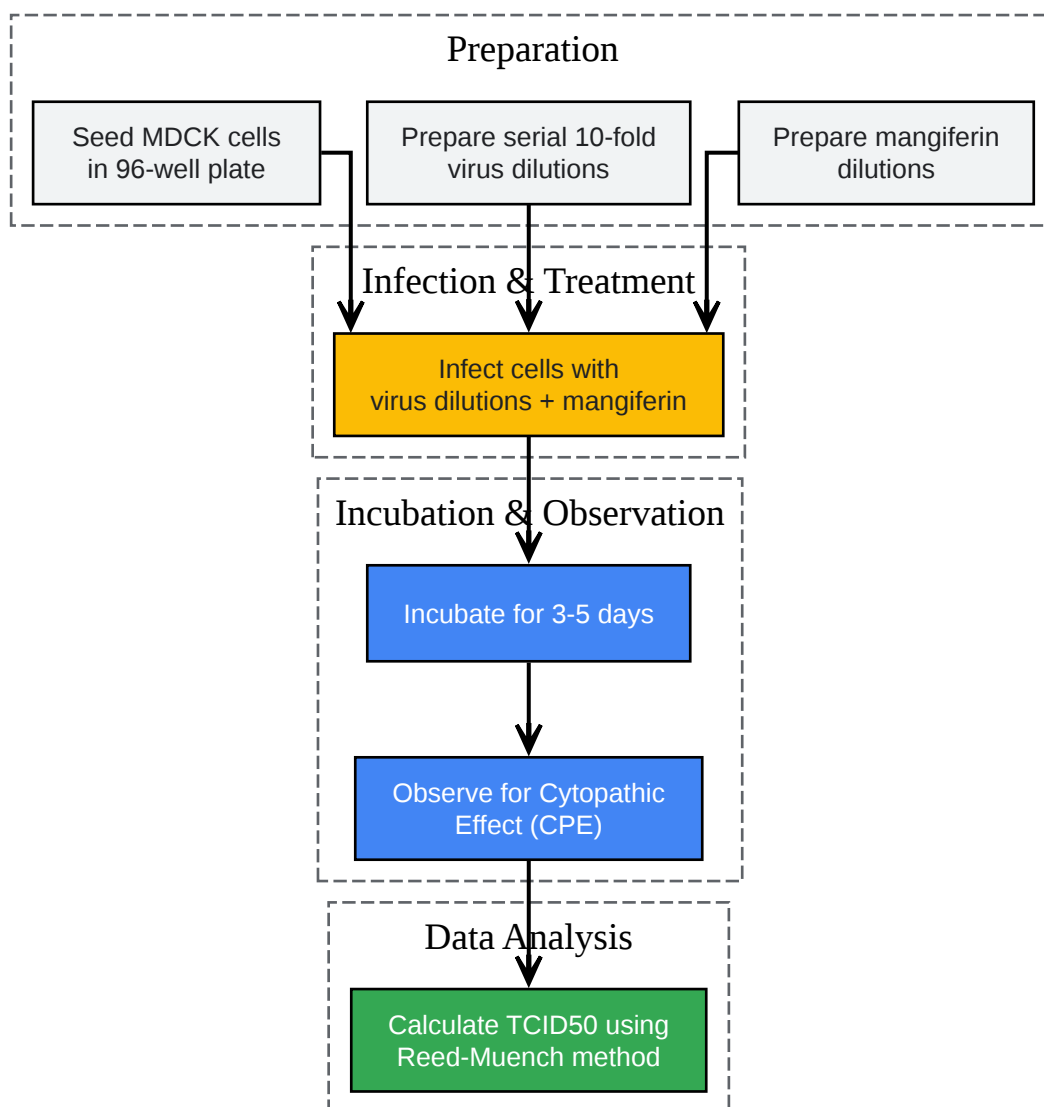 Preparation
Seed MDCK cells
in 96-well plate
Prepare serial 10-fold
virus dilutions
Prepare mangiferin
dilutions
Infection & Treatment
Infect cells with
virus dilutions + mangiferin
Incubation & Observation
Incubate for 3-5 days
Observe for Cytopathic
Effect (CPE)
Data Analysis
Calculate TCID50 using
Reed-Muench method